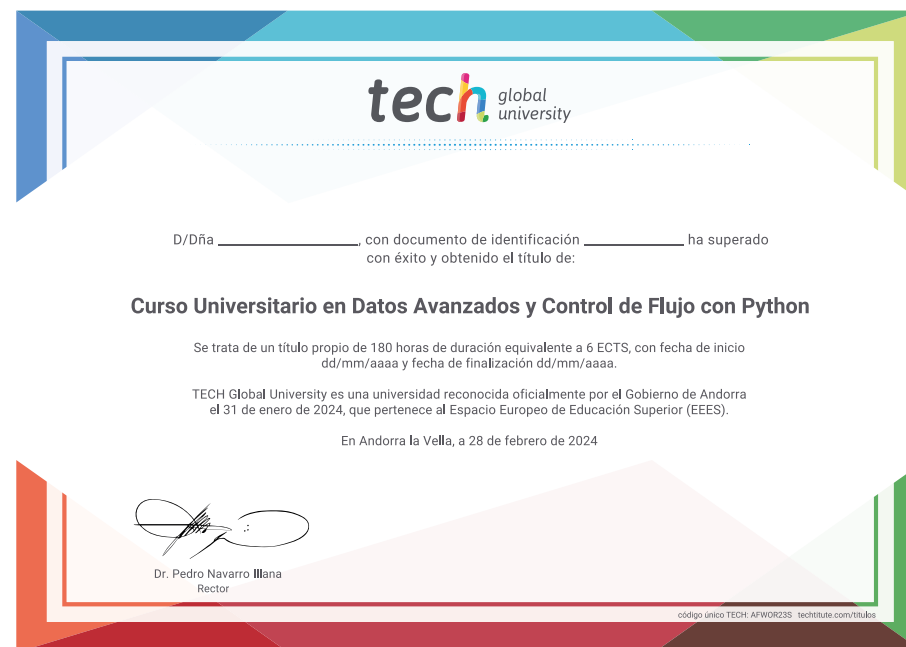 tech global university
D/Dña ____________________, con documento de identificación ______________ ha superado
con éxito y obtenido el título de:
Curso Universitario en Datos Avanzados y Control de Flujo con Python
Se trata de un título propio de 180 horas de duración equivalente a 6 ECTS, con fecha de inicio
dd/mm/aaaa y fecha de finalización dd/mm/aaaa.
TECH Global University es una universidad reconocida oficialmente por el Gobierno de Andorra
el 31 de enero de 2024, que pertenece al Espacio Europeo de Educación Superior (EEES).
En Andorra la Vella, a 28 de febrero de 2024
Dr. Pedro Navarro Illana
Rector
código único TECH: AFWOR23S techtitute.com/titulos